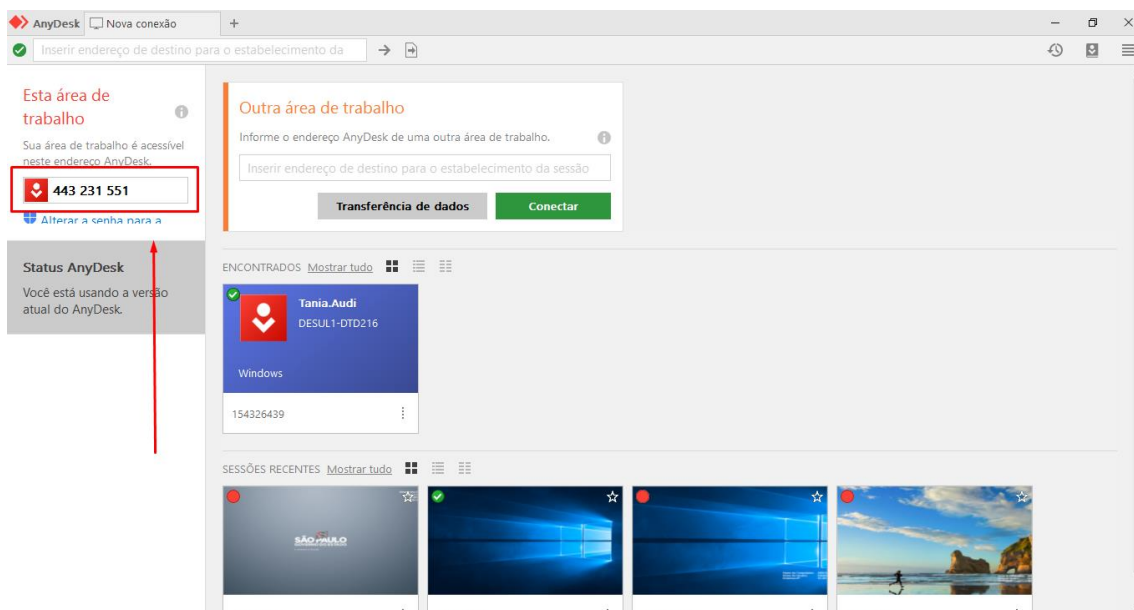 AnyDesk Nova conexão +
Inserir endereço de destino para o estabelecimento da
Esta área de
trabalho
Sua área de trabalho é acessível
neste endereço AnyDesk.
443 231 551
Alterar a senha para a
Status AnyDesk
Você está usando a versão
atual do AnyDesk.
Outra área de trabalho
Informe o endereço AnyDesk de uma outra área de trabalho.
Inserir endereço de destino para o estabelecimento da sessão
Transferência de dados Conectar
ENCONTRADOS Mostrar tudo
Tania.Audi
DESUL1-DTD216
Windows
154326439
SESSÕES RECENTES Mostrar tudo
SÃO PAULO